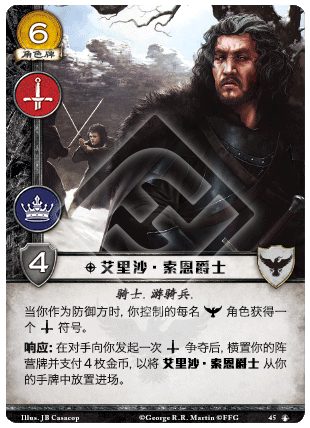 6
角色牌
4
艾里沙·索恩爵士
骑士. 游骑兵.
当你作为防御方时, 你控制的每名 角色获得一
个 符号。
响应: 在对手向你发起一次 争夺后, 横置你的阵
营牌并支付 4 枚金币, 以将 艾里沙·索恩爵士 从你
的手牌中放置进场。
Illus. JB Casacop ©George R.R. Martin ©FFG 45